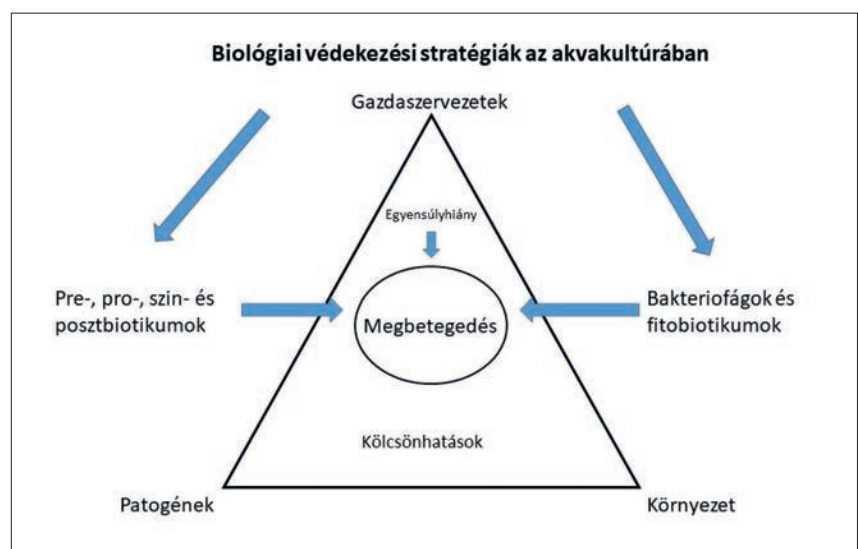 Biológiai védekezési stratégiák az akvakultúrában
Gazdaszervezetek
Egyensúlyhiány
Pre-, pro-, szin- és
posztbiotikumok
Megbetegedés
Bakteriofágok és
fitobiotikumok
Kölcsönhatások
Patogének
Környezet